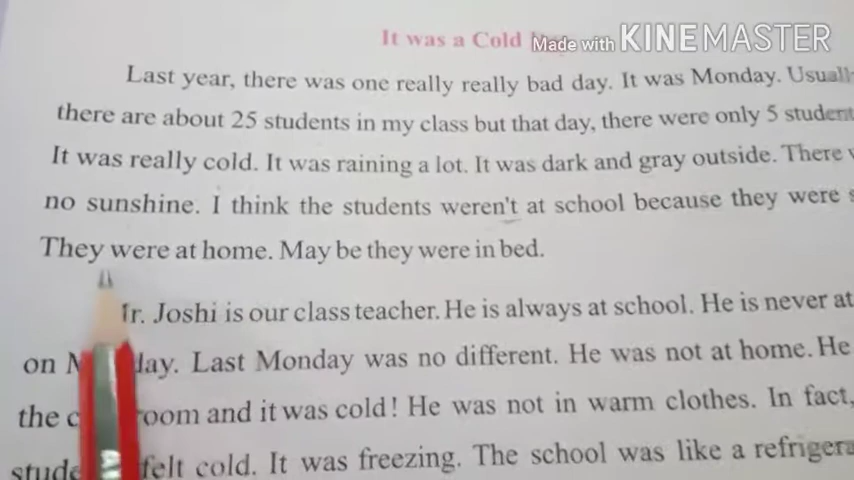 It was a Cold
Made with KINEMASTER
Last year, there was one really really bad day. It was Monday.
there are about 25 students in my class but that day, there were only 5
It was really cold. It was raining a lot. It was dark and gray outside. There
no sunshine. I think the students weren't at school because they were
They were at home. May be they were in bed.
Joshi is our class teacher. He is always at school. He is never at
on Last Monday was no different. He was not at home. He
the and it was cold! He was not in warm clothes. In fact,
felt cold. It was freezing. The school was like a